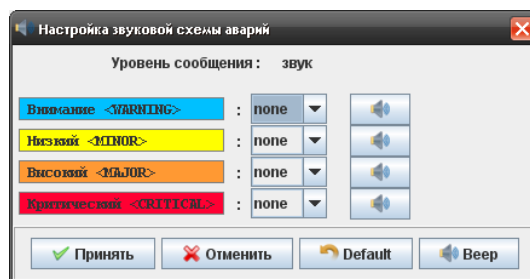 Настройка звуковой схемы аварий
Уровень сообщения : звук
Внимание <WARNING> : none
Низкий <MINOR> : none
Высокий <MAJOR> : none
Критический <CRITICAL> : none
Принять Отменить Default Beep